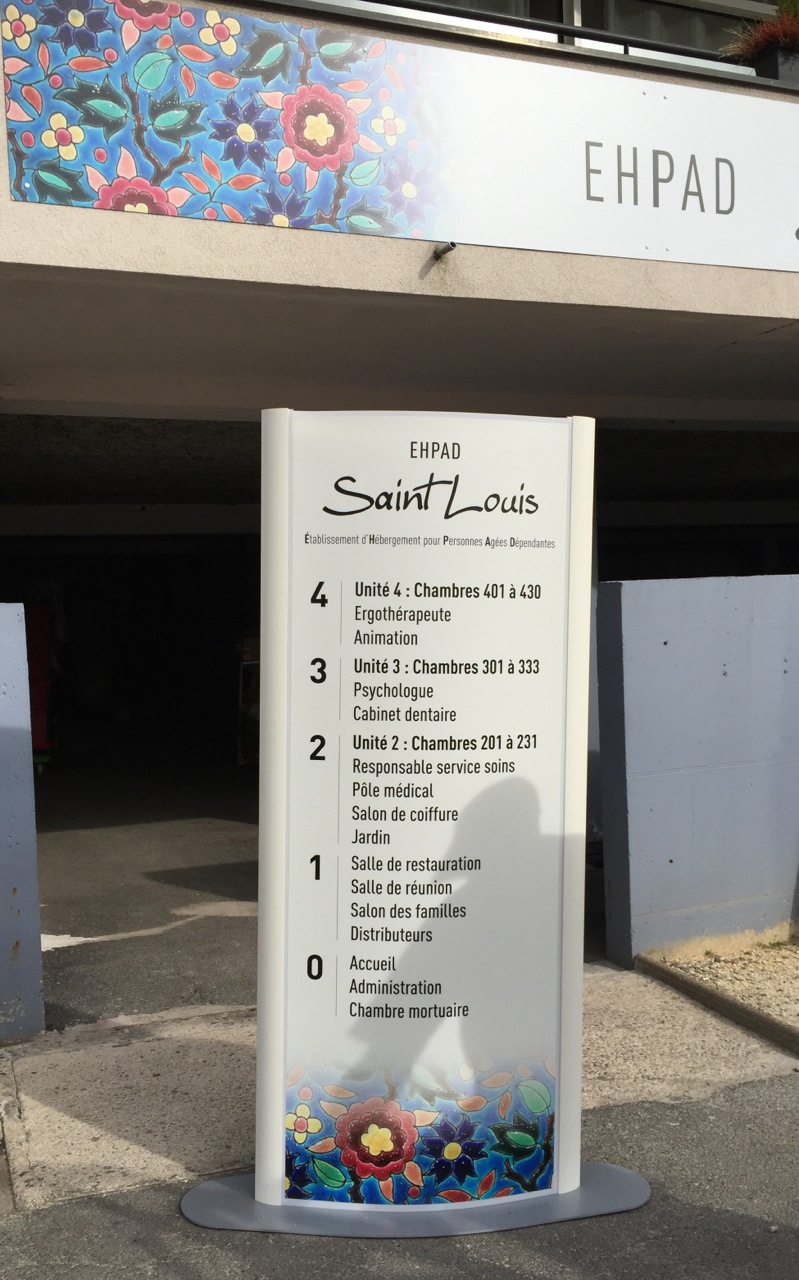 EHPAD
EHPAD
Saint Louis
Établissement d'Hébergement pour Personnes Agées Dépendantes
4
Unité 4 : Chambres 401 à 430
Ergothérapeute
Animation
3
Unité 3 : Chambres 301 à 333
Psychologue
Cabinet dentaire
2
Unité 2 : Chambres 201 à 231
Responsable service soins
Pôle médical
Salon de coiffure
Jardin
1
Salle de restauration
Salle de réunion
Salon des familles
Distributeurs
0
Accueil
Administration
Chambre mortuaire